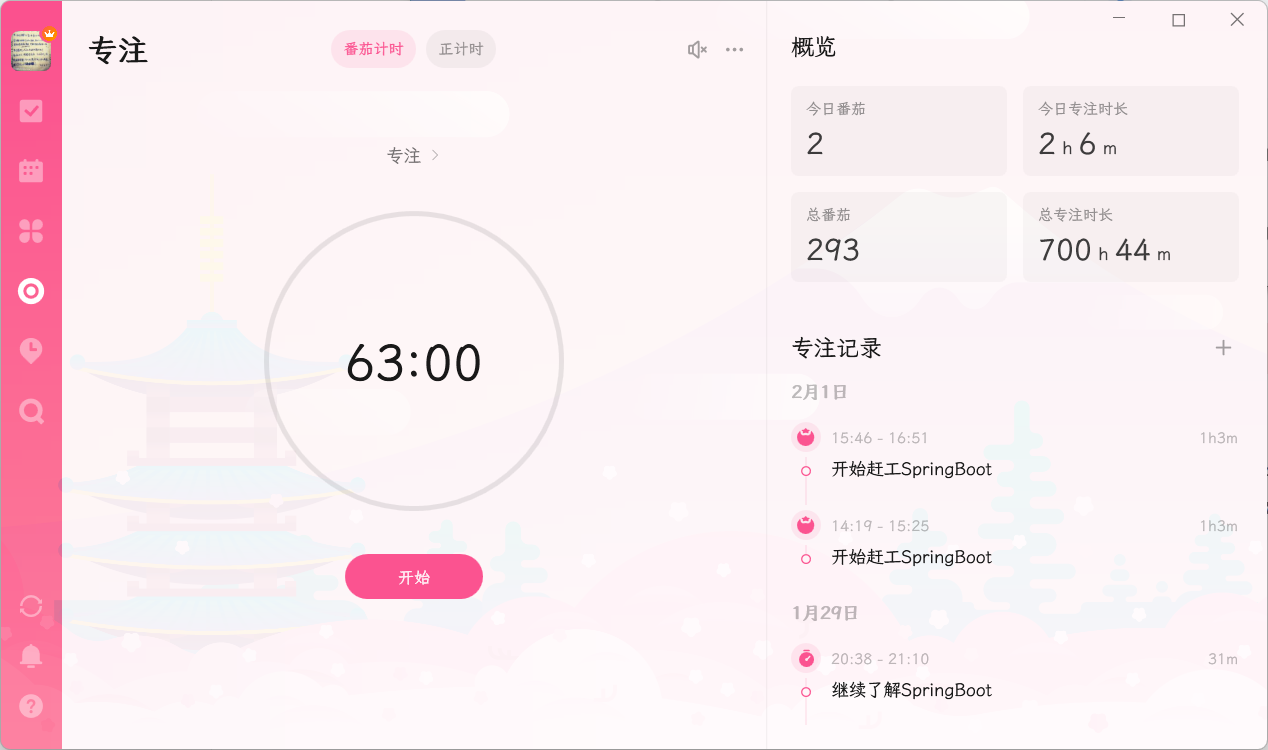 专注
番茄计时
正计时
专注
63:00
开始
概览
今日番茄
2
今日专注时长
2 h 6 m
总番茄
293
总专注时长
700 h 44 m
专注记录
2月1日
15:46 - 16:51 1h3m
开始赶工SpringBoot
14:19 - 15:25 1h3m
开始赶工SpringBoot
1月29日
20:38 - 21:10 31m
继续了解SpringBoot